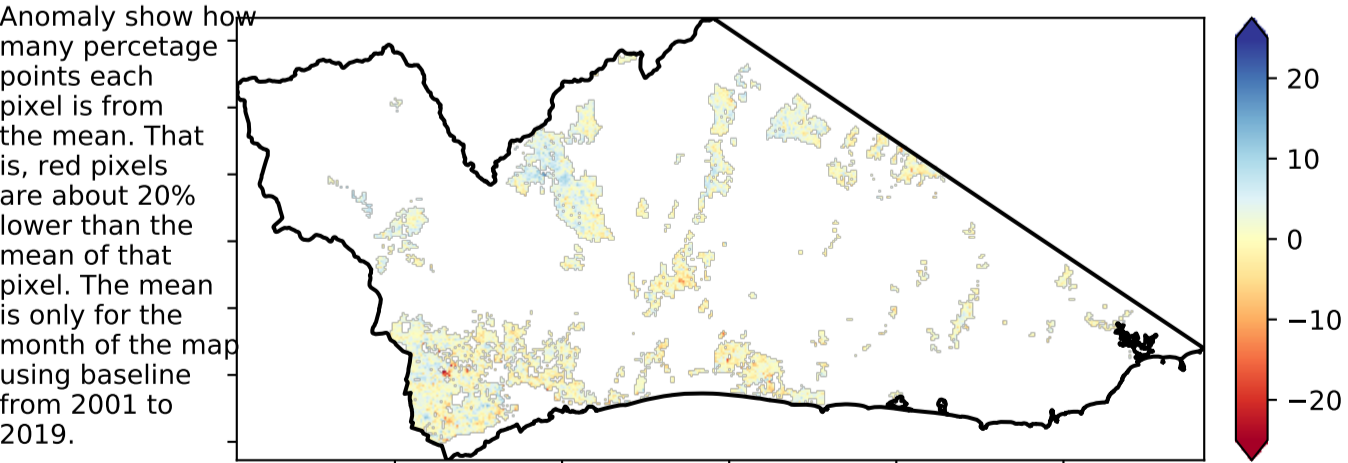 Anomaly show how
many percetage
points each
pixel is from
the mean. That
is, red pixels
are about 20%
lower than the
mean of that
pixel. The mean
is only for the
month of the map
using baseline
from 2001 to
2019.
20
10
0
−10
−20